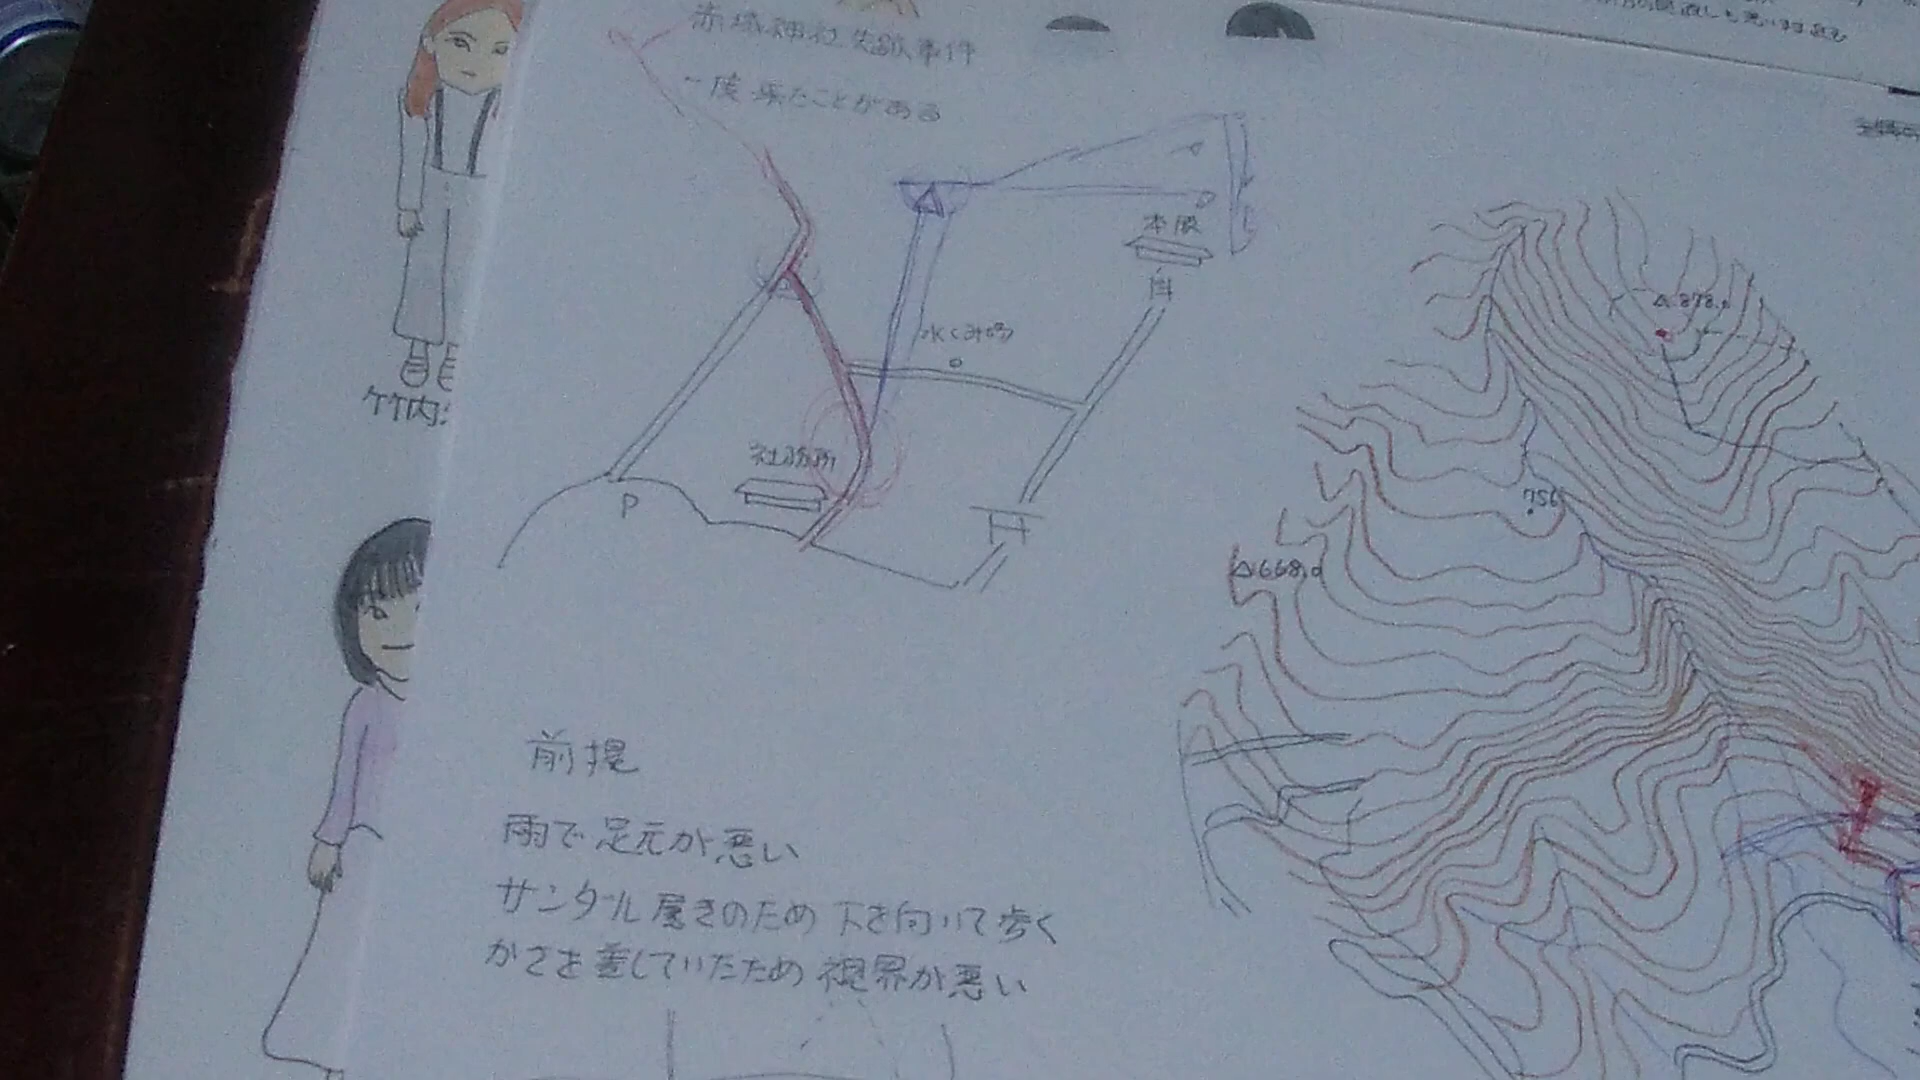 赤城神社失踪事件
一度来たことがある
本殿
水くみ場
社務所
P
竹内
前提
雨で足元が悪い
サンダル履きのため下を向いて歩く
かさを差していたため視界が悪い
△878.
756
△668.0